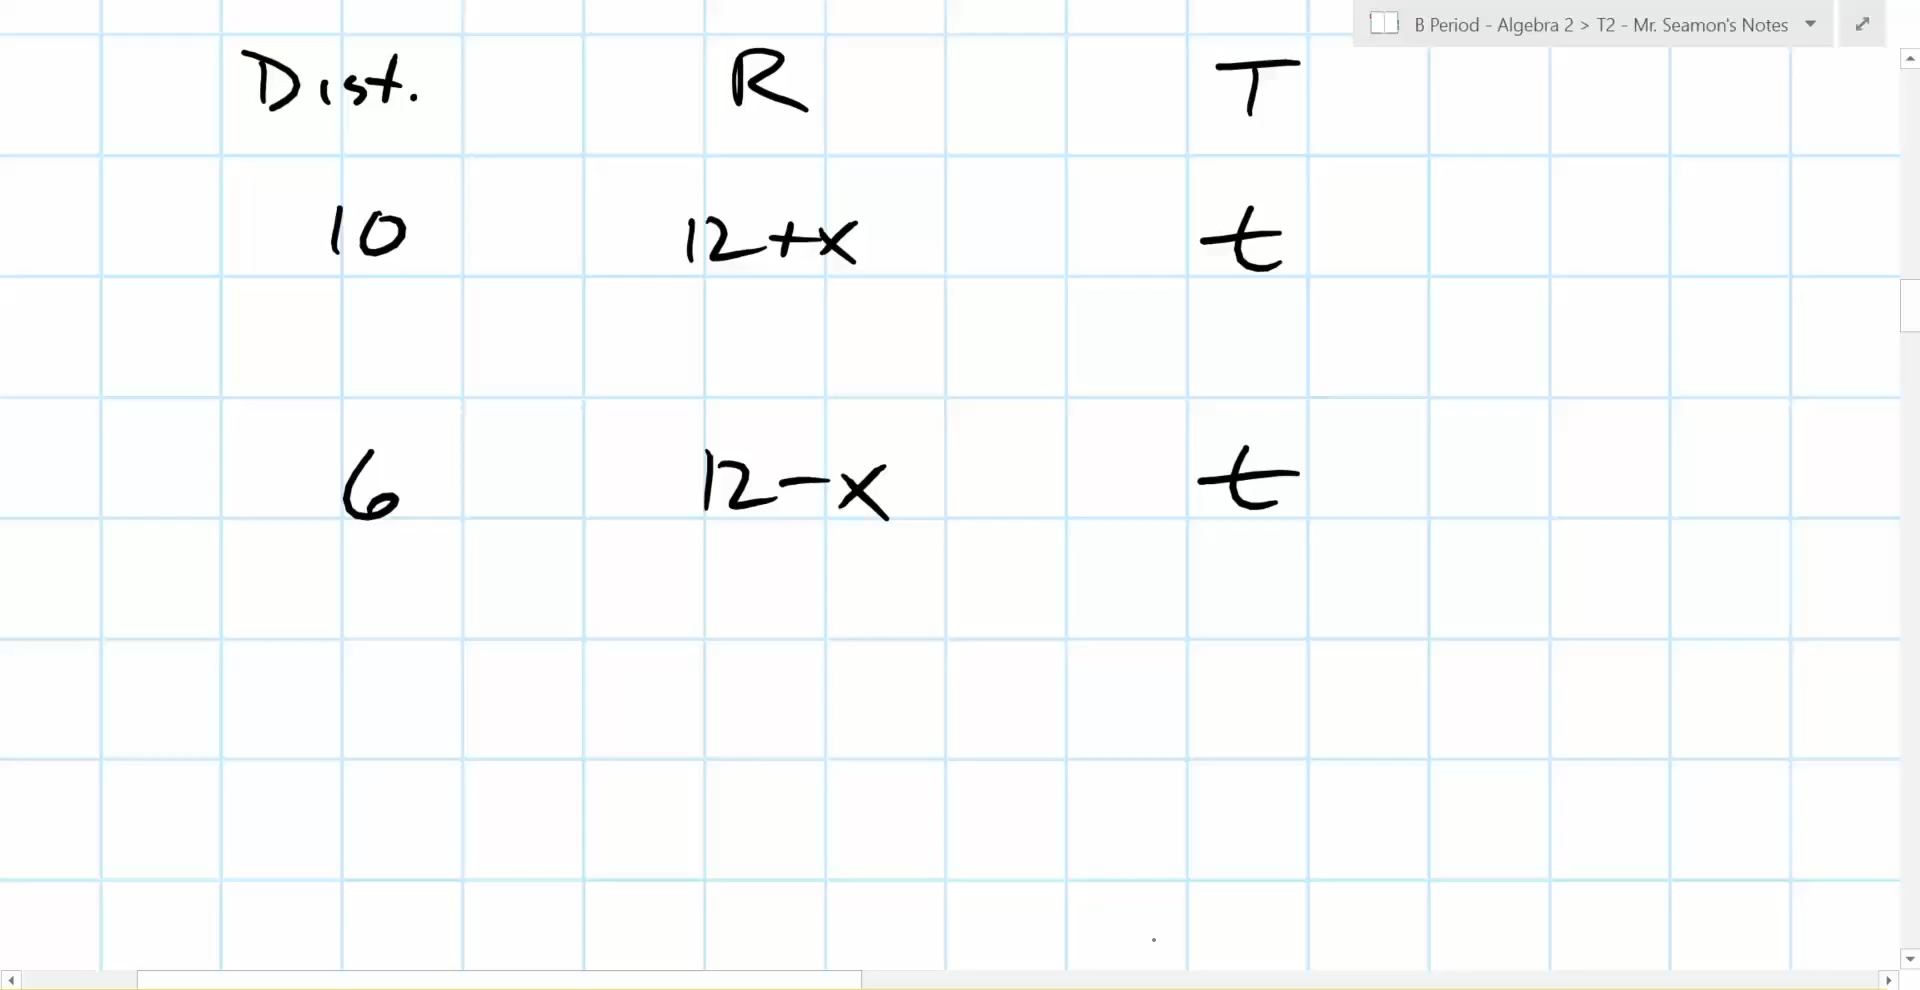 B Period - Algebra 2 > T2 - Mr. Seamon's Notes
Dist. R T
10 12+x t
6 12-x t